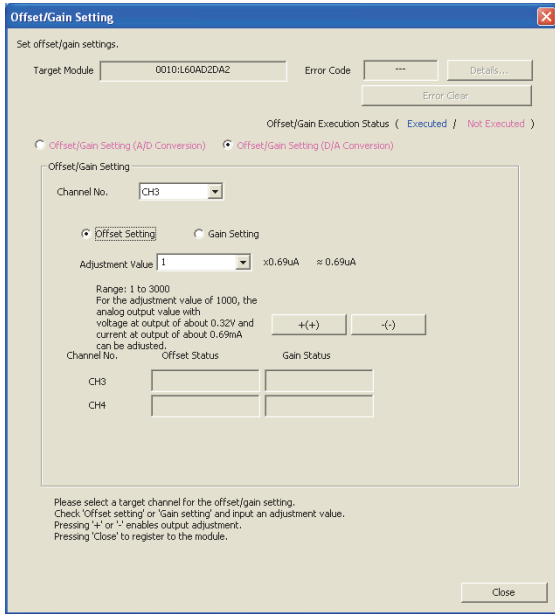 Offset/Gain Setting
Set offset/gain settings.
Target Module 0010:L60AD2DA2 Error Code --- Details...
Error Clear
Offset/Gain Execution Status ( Executed / Not Executed )
Offset/Gain Setting (A/D Conversion) Offset/Gain Setting (D/A Conversion)
Offset/Gain Setting
Channel No. CH3
Offset Setting Gain Setting
Adjustment Value 1 x0.69uA ≈ 0.69uA
Range: 1 to 3000
For the adjustment value of 1000, the
analog output value with
voltage at output of about 0.32V and
current at output of about 0.69mA
can be adjusted.
+(+) -(-)
Channel No. Offset Status Gain Status
CH3
CH4
Please select a target channel for the offset/gain setting.
Check 'Offset setting' or 'Gain setting' and input an adjustment value.
Pressing '+' or '-' enables output adjustment.
Pressing 'Close' to register to the module.
Close